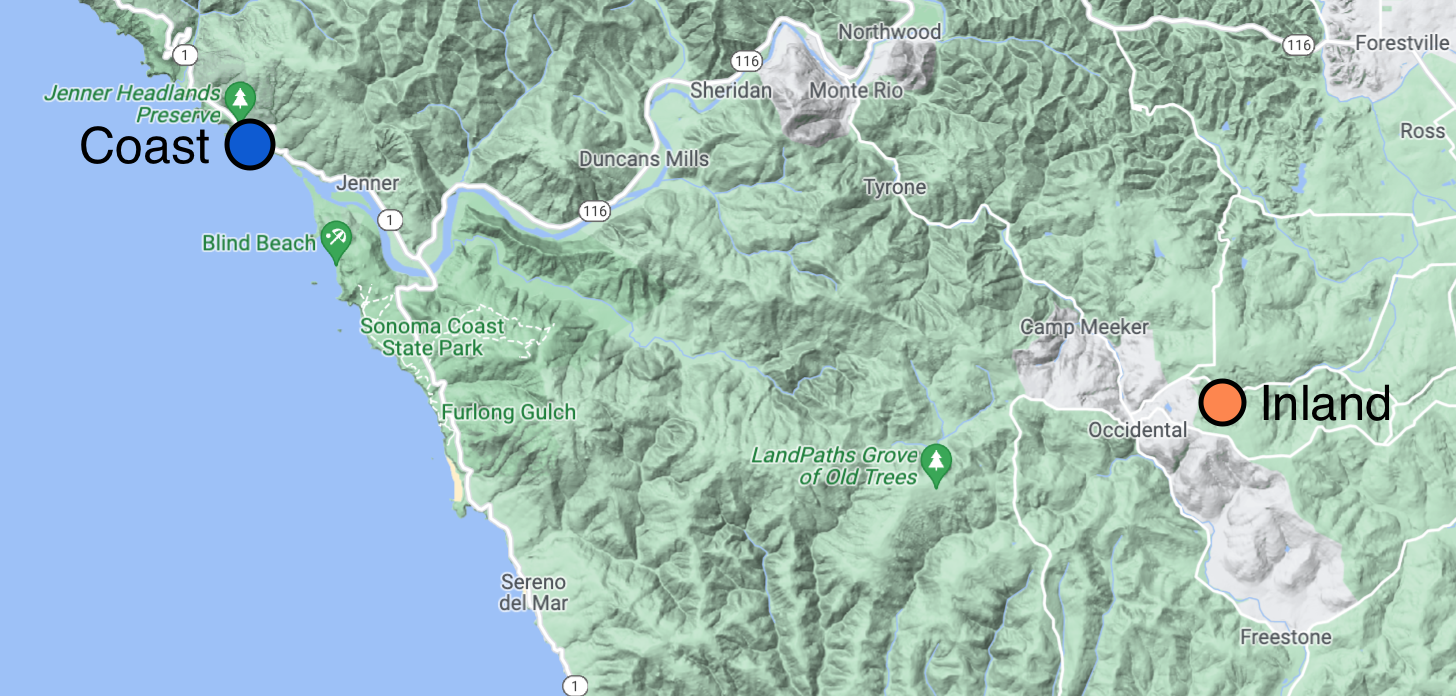 Northwood
116
Forestville
1
116
Jenner Headlands
Preserve
Sheridan
Monte Rio
Ross
Coast
Duncans Mills
Jenner
Tyrone
116
1
Blind Beach
Sonoma Coast
State Park
Camp Meeker
Inland
Furlong Gulch
Occidental
LandPaths Grove
of Old Trees
Sereno
del Mar
Freestone
1